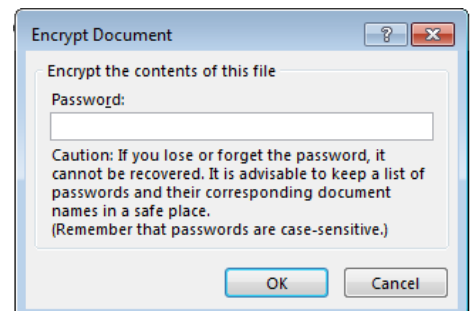 Encrypt Document
Encrypt the contents of this file
Password:
Caution: If you lose or forget the password, it
cannot be recovered. It is advisable to keep a list of
passwords and their corresponding document
names in a safe place.
(Remember that passwords are case-sensitive.)
OK Cancel